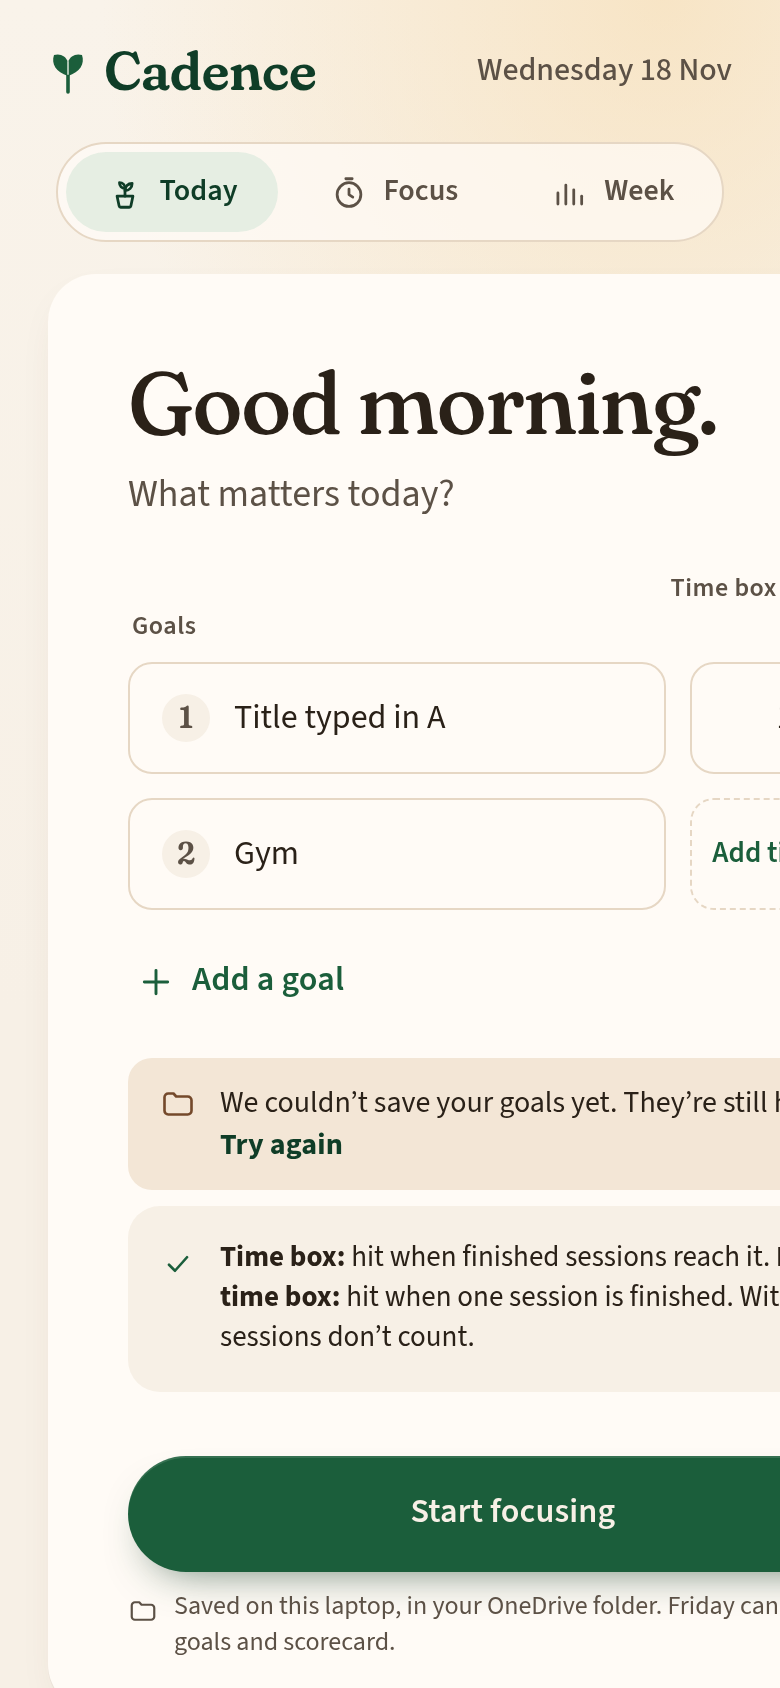 Cadence
Wednesday 18 Nov
Today
Focus
Week
Good morning.
What matters today?
Time box
Goals
1
Title typed in A
2
Gym
Add
Add a goal
We couldn’t save your goals yet. They’re still
Try again
Time box: hit when finished sessions reach it.
time box: hit when one session is finished.
sessions don’t count.
Start focusing
Saved on this laptop, in your OneDrive folder. Friday can
goals and scorecard.